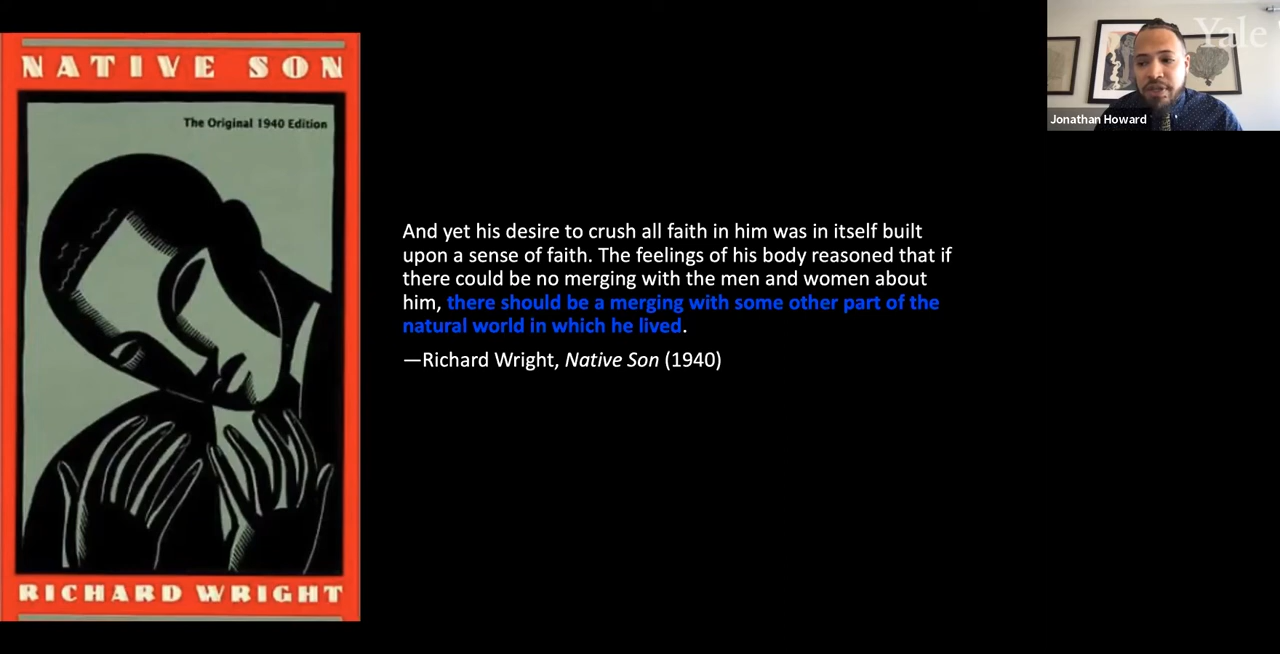 NATIVE SON
The Original 1940 Edition
RICHARD WRIGHT
And yet his desire to crush all faith in him was in itself built
upon a sense of faith. The feelings of his body reasoned that if
there could be no merging with the men and women about
him, there should be a merging with some other part of the
natural world in which he lived.
—Richard Wright, Native Son (1940)
Yale
Jonathan Howard